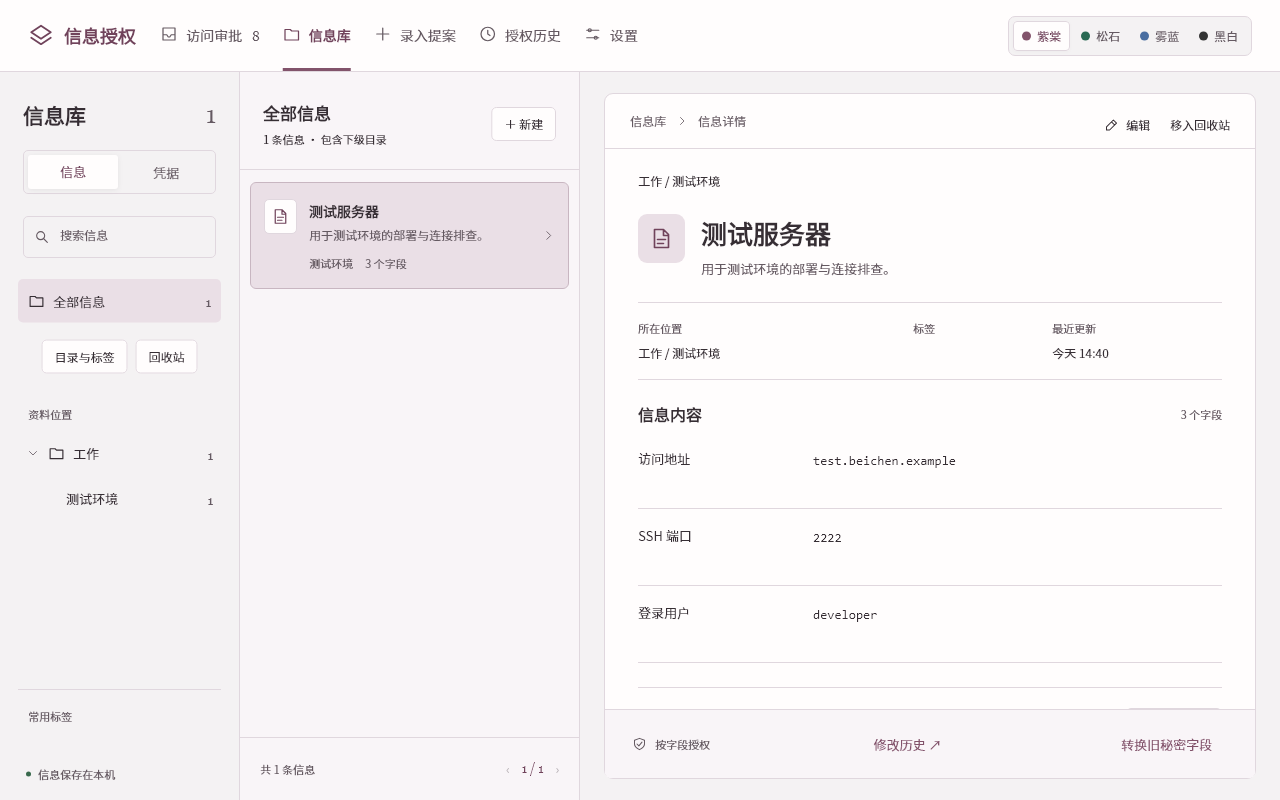 信息授权
访问审批 8
信息库
录入提案
授权历史
设置
紫棠
松石
雾蓝
黑白
信息库 1
信息
凭据
搜索信息
全部信息 1
目录与标签
回收站
资料位置
工作 1
测试环境 1
常用标签
信息保存在本机
全部信息
1 条信息 · 包含下级目录
新建
测试服务器
用于测试环境的部署与连接排查。
测试环境 3 个字段
共 1 条信息
‹ 1 / 1 ›
信息库 > 信息详情
编辑
移入回收站
工作 / 测试环境
测试服务器
用于测试环境的部署与连接排查。
所在位置
工作 / 测试环境
标签
最近更新
今天 14:40
信息内容
3 个字段
访问地址
test.beichen.example
SSH 端口
2222
登录用户
developer
按字段授权
修改历史 ↗
转换旧秘密字段